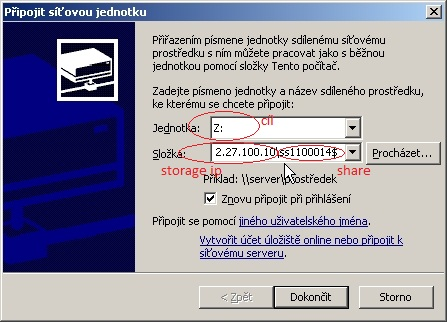 Připojit síťovou jednotku
Přiřazením písmene jednotky sdílenému síťovému
prostředku s ním můžete pracovat jako s běžnou
jednotkou pomocí složky Tento počítač.
Zadejte písmeno jednotky a název sdíleného prostředku,
ke kterému se chcete připojit:
cíl
Jednotka: Z:
Složka: 2.27.100.10\ss1100014$ Procházet...
storage ip share
Příklad: \\server\prostředek
Znovu připojit při přihlášení
Připojit se pomocí jiného uživatelského jména.
Vytvořit účet úložiště online nebo připojit k
síťovému serveru.
< Zpět Dokončit Storno